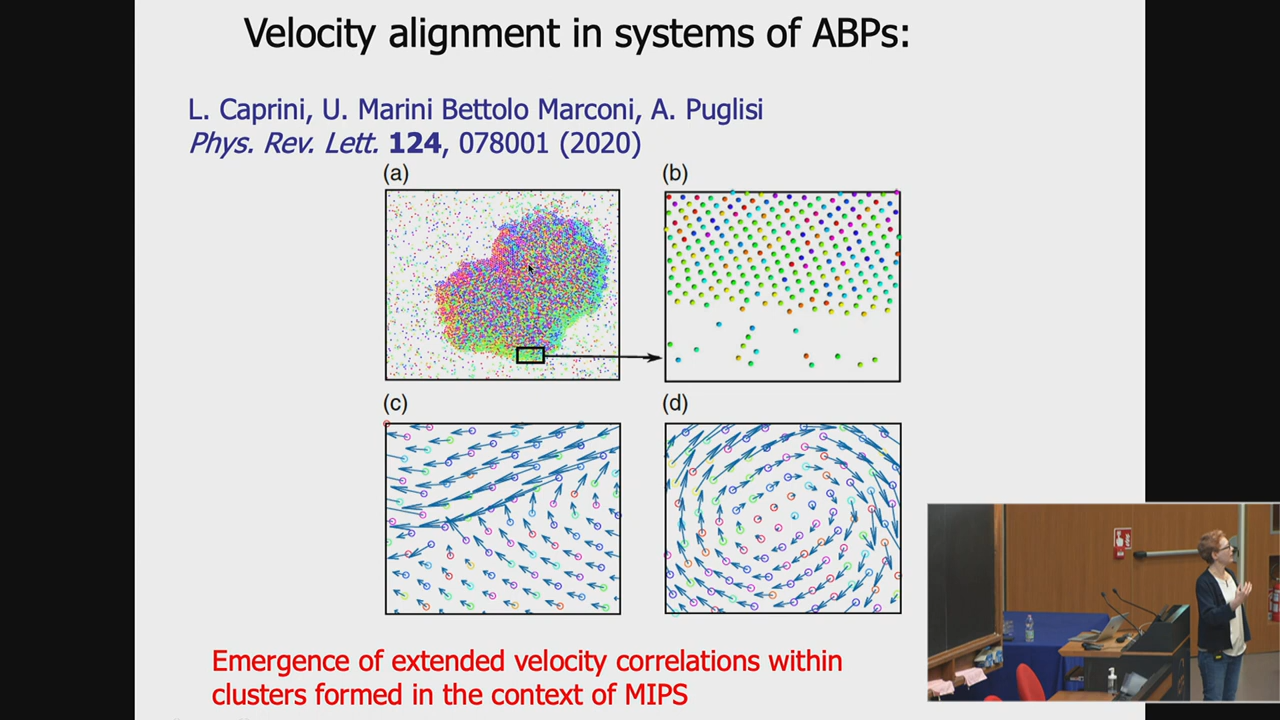 Velocity alignment in systems of ABPs:
L. Caprini, U. Marini Bettolo Marconi, A. Puglisi
Phys. Rev. Lett. 124, 078001 (2020)
(a)
(b)
(c)
(d)
Emergence of extended velocity correlations within
clusters formed in the context of MIPS